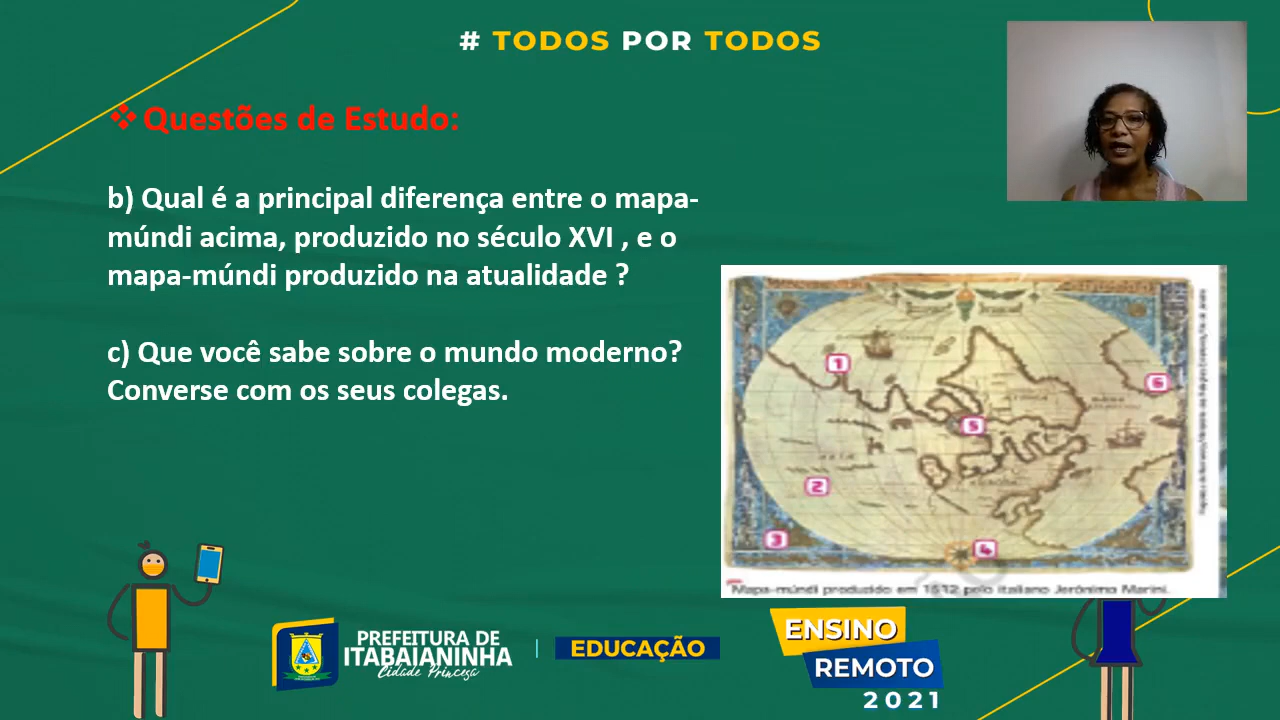 # TODOS POR TODOS
Questões de Estudo:
b) Qual é a principal diferença entre o mapa-
múndi acima, produzido no século XVI , e o
mapa-múndi produzido na atualidade ?
c) Que você sabe sobre o mundo moderno?
Converse com os seus colegas.
1
6
5
2
3
4
Mapa-múndi produzido em 1512 pelo italiano Jerônimo Marini.
PREFEITURA DE
ITABAIANINHA
Cidade Princesa
EDUCAÇÃO
ENSINO
REMOTO
2021